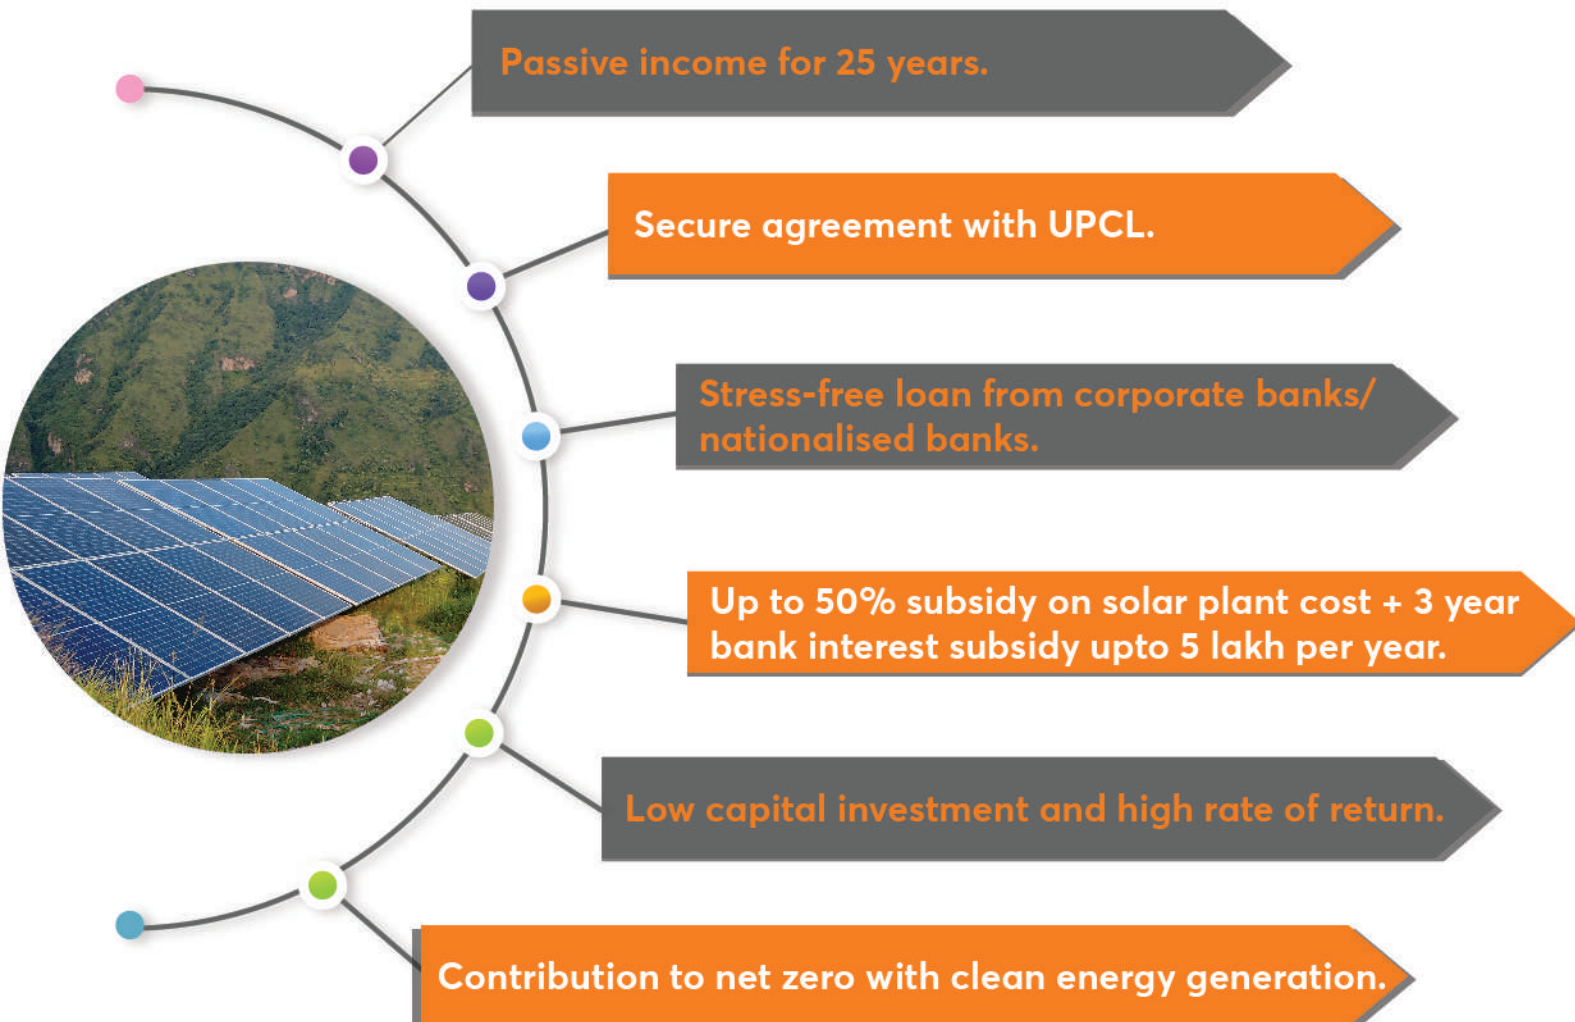 Passive income for 25 years.
Secure agreement with UPCL.
Stress-free loan from corporate banks/
nationalised banks.
Up to 50% subsidy on solar plant cost + 3 year
bank interest subsidy upto 5 lakh per year.
Low capital investment and high rate of return.
Contribution to net zero with clean energy generation.